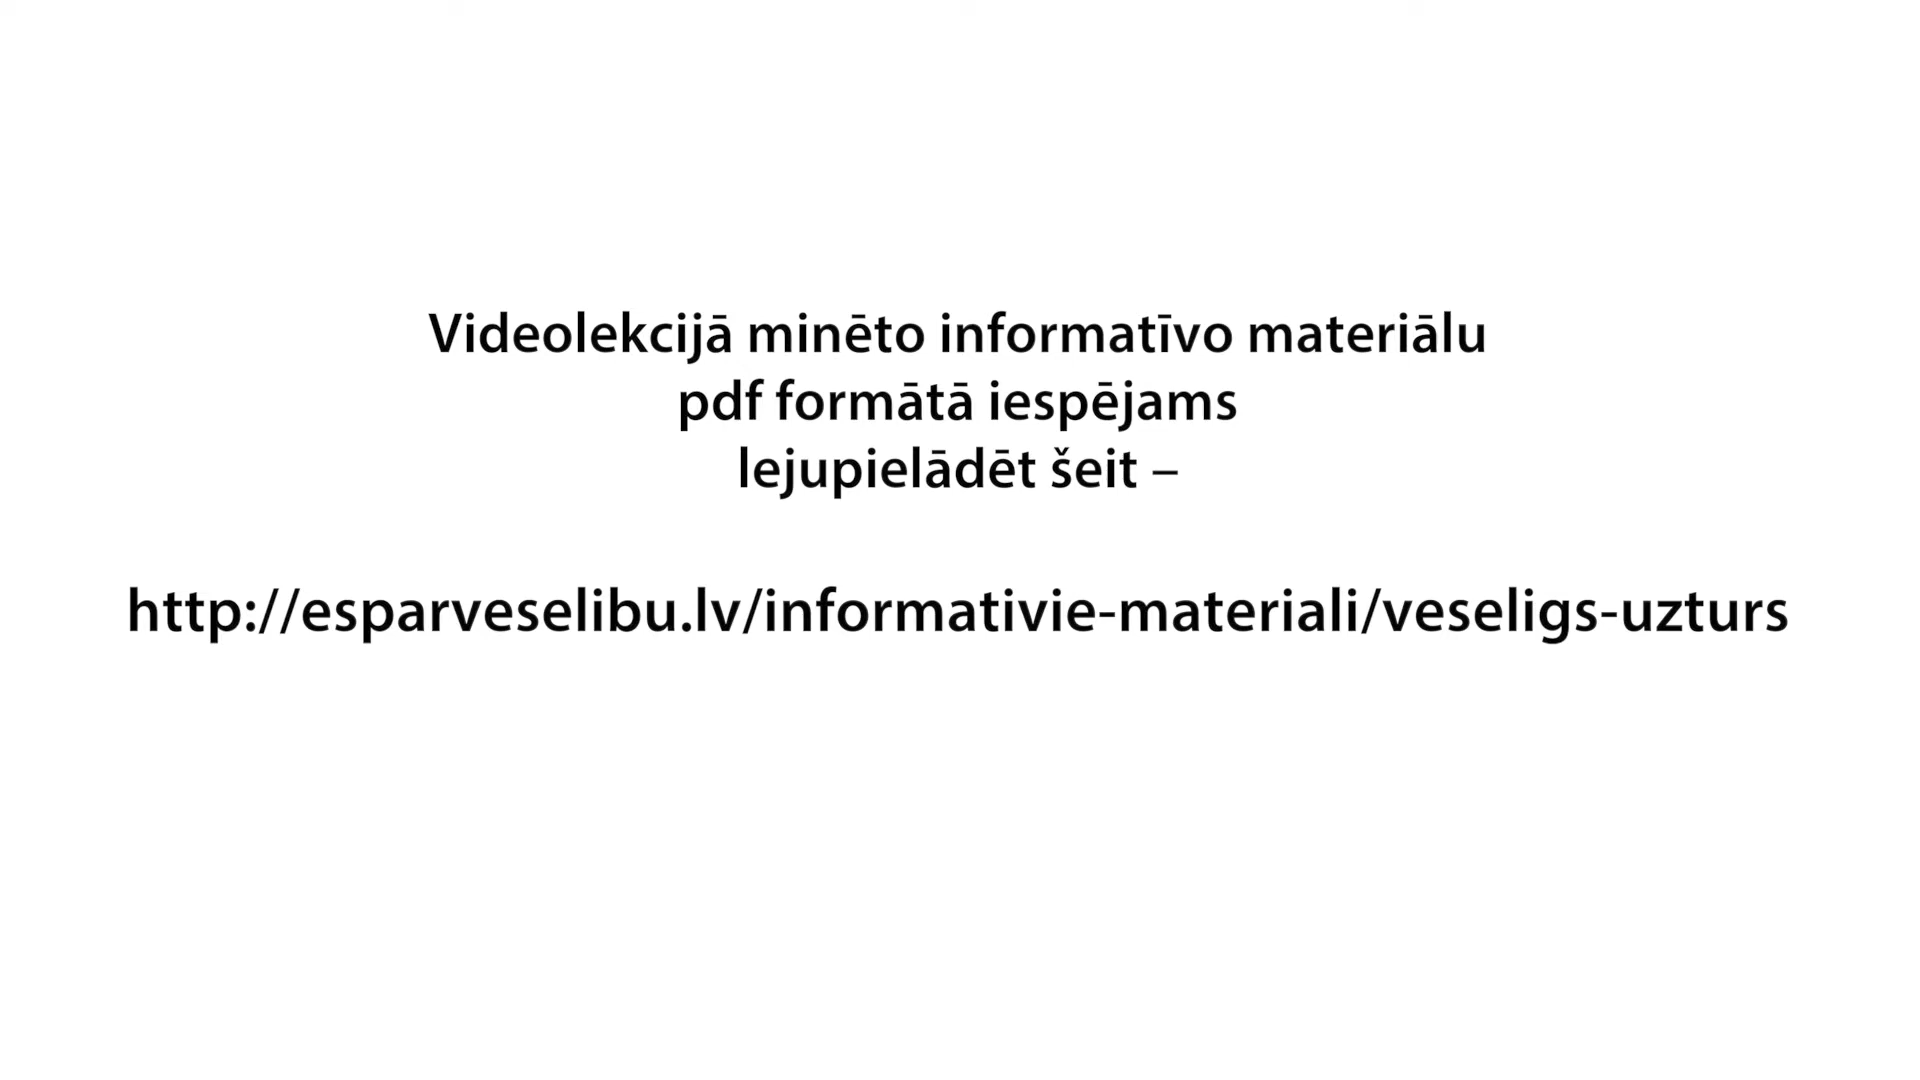 Videolekcijā minēto informatīvo materiālu
pdf formātā iespējams
lejupielādēt šeit –
http://esparveselibu.lv/informativie-materiali/veseligs-uzturs